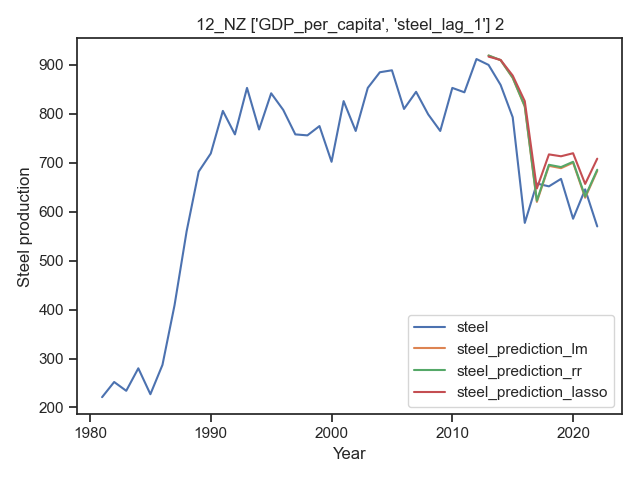 12_NZ ['GDP_per_capita', 'steel_lag_1'] 2
Steel production
900
800
700
600
500
400
300
200
1980
1990
2000
2010
2020
Year
steel
steel_prediction_lm
steel_prediction_rr
steel_prediction_lasso